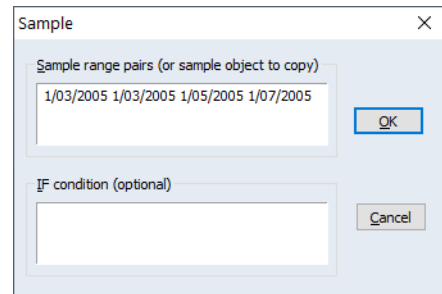 Sample
Sample range pairs (or sample object to copy)
1/03/2005 1/03/2005 1/05/2005 1/07/2005
OK
IF condition (optional)
Cancel